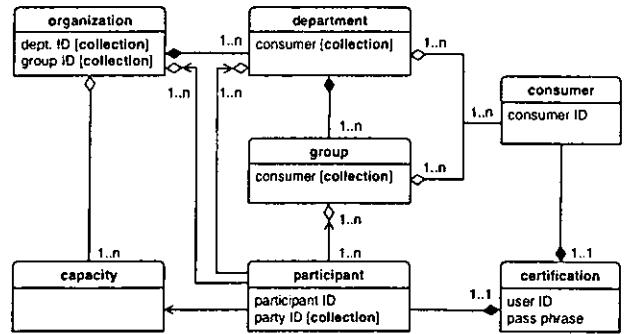 organization
dept. ID [collection]
group ID [collection]
1..n
department
consumer [collection]
1..n
1..n
1..n
consumer
consumer ID
1..n
1..n
group
consumer [collection]
1..n
1..n
1..n
1..n
1..1
capacity
participant
participant ID
party ID [collection]
1..1
certification
user ID
pass phrase